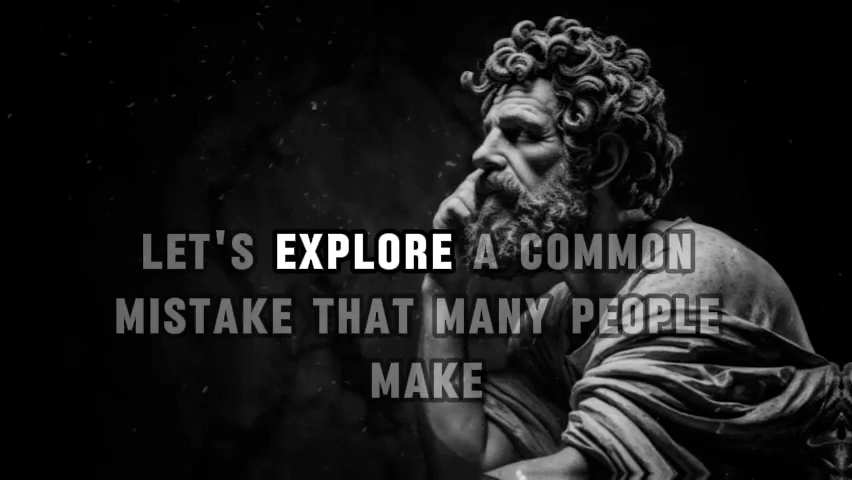 LET'S EXPLORE A COMMON
MISTAKE THAT MANY PEOPLE
MAKE